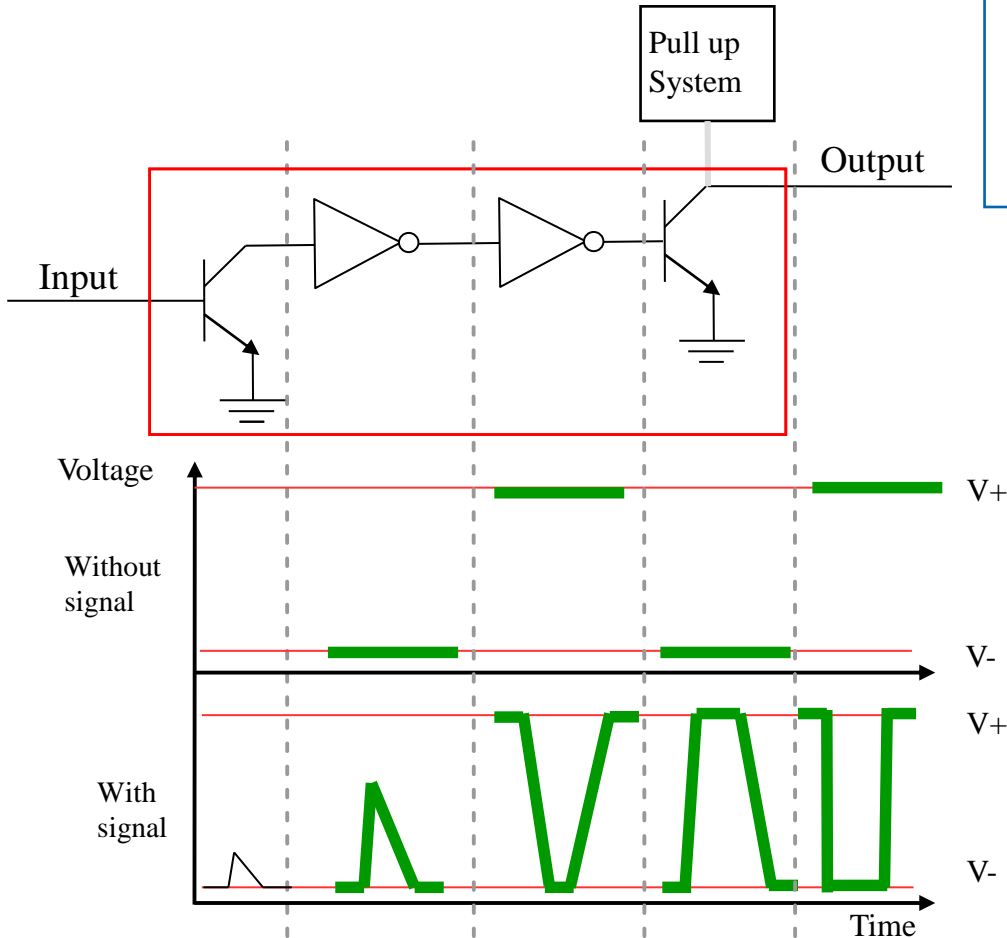 Pull up
System
Output
Input
Voltage
V+
Without
signal
V-
V+
With
signal
V-
Time